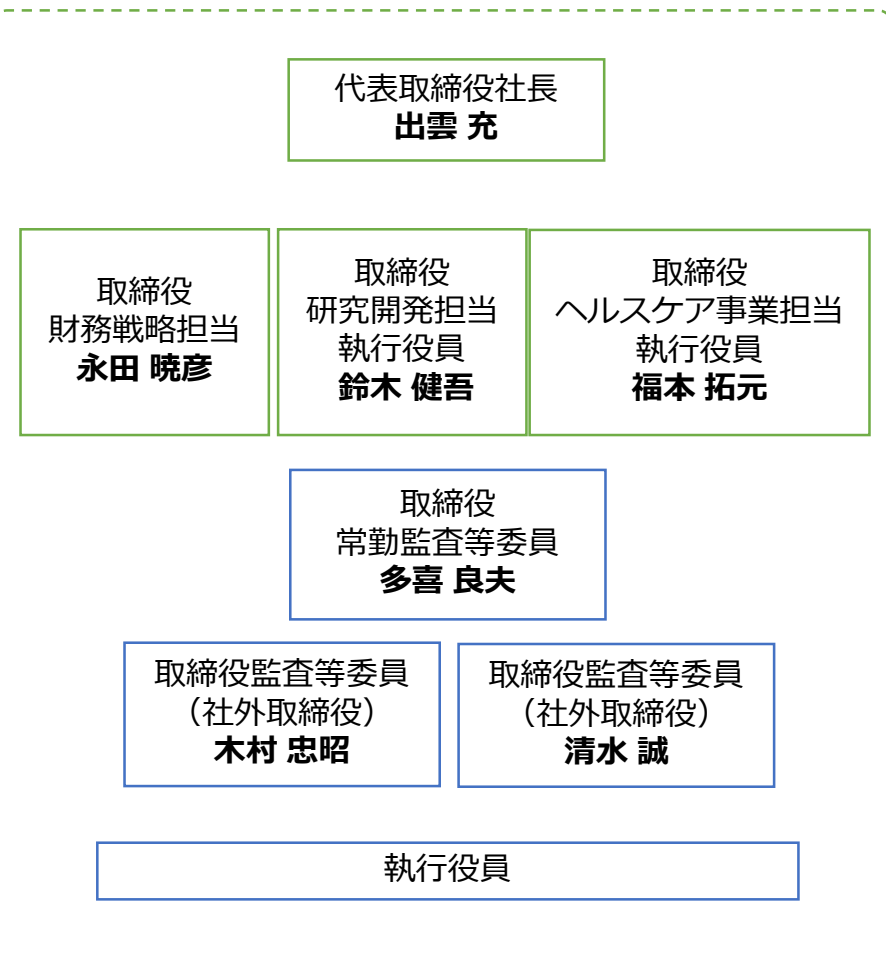 代表取締役社長
出雲 充
取締役
財務戦略担当
永田 暁彦
取締役
研究開発担当
執行役員
鈴木 健吾
取締役
ヘルスケア事業担当
執行役員
福本 拓元
取締役
常勤監査等委員
多喜 良夫
取締役監査等委員
（社外取締役）
木村 忠昭
取締役監査等委員
（社外取締役）
清水 誠
執行役員